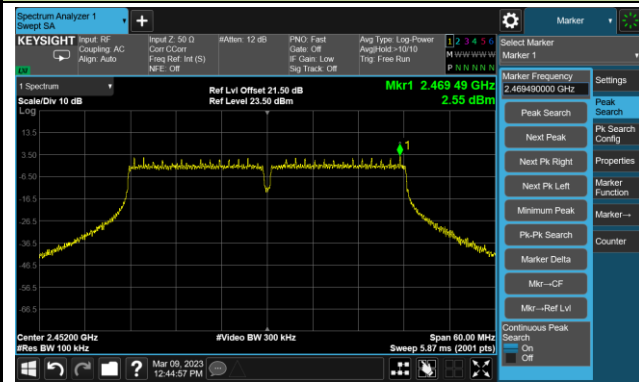 Spectrum Analyzer 1
Swept SA
Marker
KEYSIGHT
Input: RF
Coupling: AC
Align: Auto
Input Z: 50 Ω
Corr CCorr
Freq Ref: Int (S)
NFE: Off
#Atten: 12 dB
PNO: Fast
Gate: Off
IF Gain: Low
Sig Track: Off
Avg Type: Log-Power
Avg|Hold:>10/10
Trig: Free Run
1 2 3 4 5 6
M W W W W W
P N N N N N
LXI
Select Marker
Marker 1
1 Spectrum
Scale/Div 10 dB
Log
Ref Lvl Offset 21.50 dB
Ref Level 23.50 dBm
Mkr1 2.469 49 GHz
2.55 dBm
13.5
3.50
-6.50
-16.5
-26.5
-36.5
-46.5
-56.5
-66.5
1
Center 2.45200 GHz
#Res BW 100 kHz
#Video BW 300 kHz
Span 60.00 MHz
Sweep 5.87 ms (2001 pts)
Marker Frequency
2.469490000 GHz
Peak Search
Next Peak
Next Pk Right
Next Pk Left
Minimum Peak
Pk-Pk Search
Marker Delta
Mkr→CF
Mkr→Ref Lvl
Continuous Peak
Search
On
Off
Settings
Peak
Search
Pk Search
Config
Properties
Marker
Function
Marker→
Counter
Mar 09, 2023
12:44:57 PM